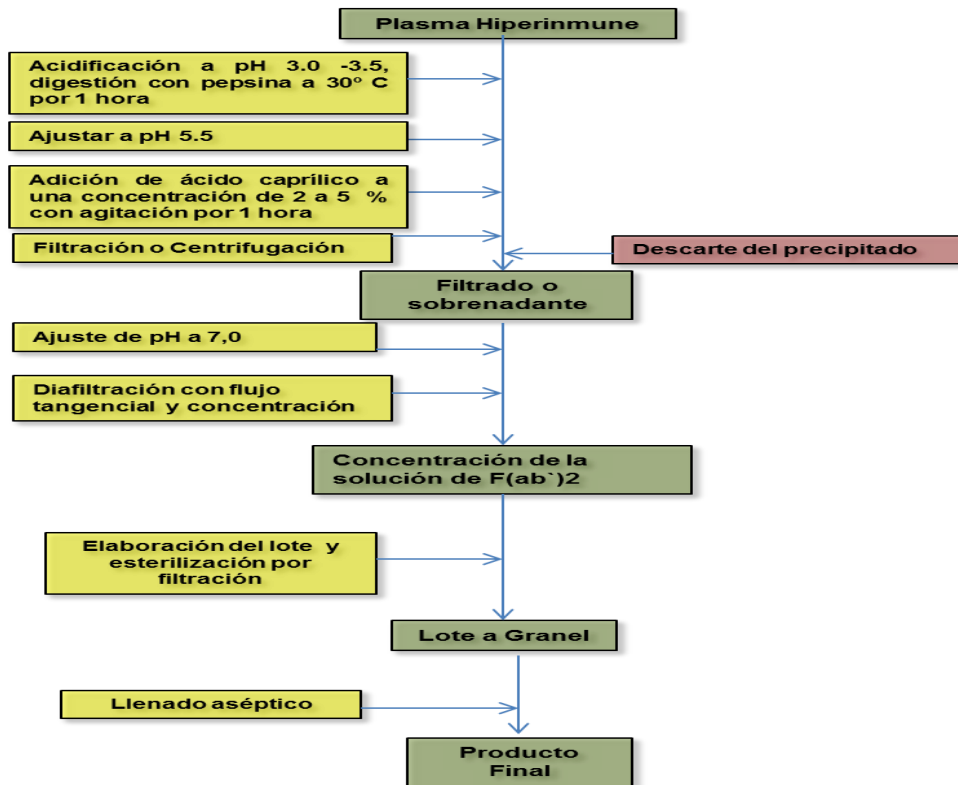 Plasma Hiperinmune
Acidificación a pH 3.0 -3.5,
digestión con pepsina a 30º C
por 1 hora
Ajustar a pH 5.5
Adición de ácido caprílico a
una concentración de 2 a 5 %
con agitación por 1 hora
Filtración o Centrifugación
Descarte del precipitado
Filtrado o
sobrenadante
Ajuste de pH a 7,0
Diafiltración con flujo
tangencial y concentración
Concentración de la
solución de F(ab`)2
Elaboración del lote y
esterilización por
filtración
Lote a Granel
Llenado aséptico
Producto
Final